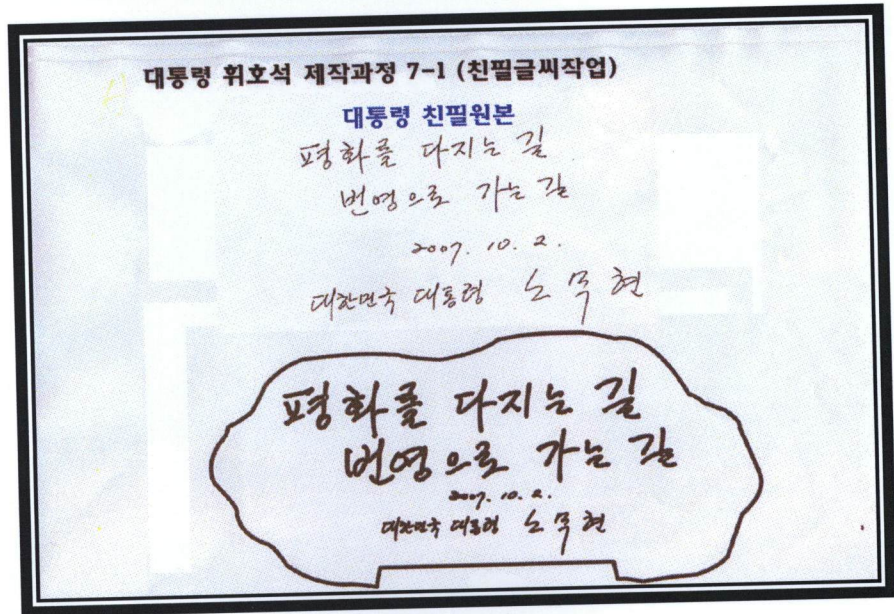 대통령 휘호석 제작과정 7-1 (친필글씨작업)
대통령 친필원본
평화를 다지는 길
번영으로 가는 길
2007. 10. 2.
대한민국 대통령 노무현
평화를 다지는 길
번영으로 가는 길
2007. 10. 2.
대한민국 대통령 노무현